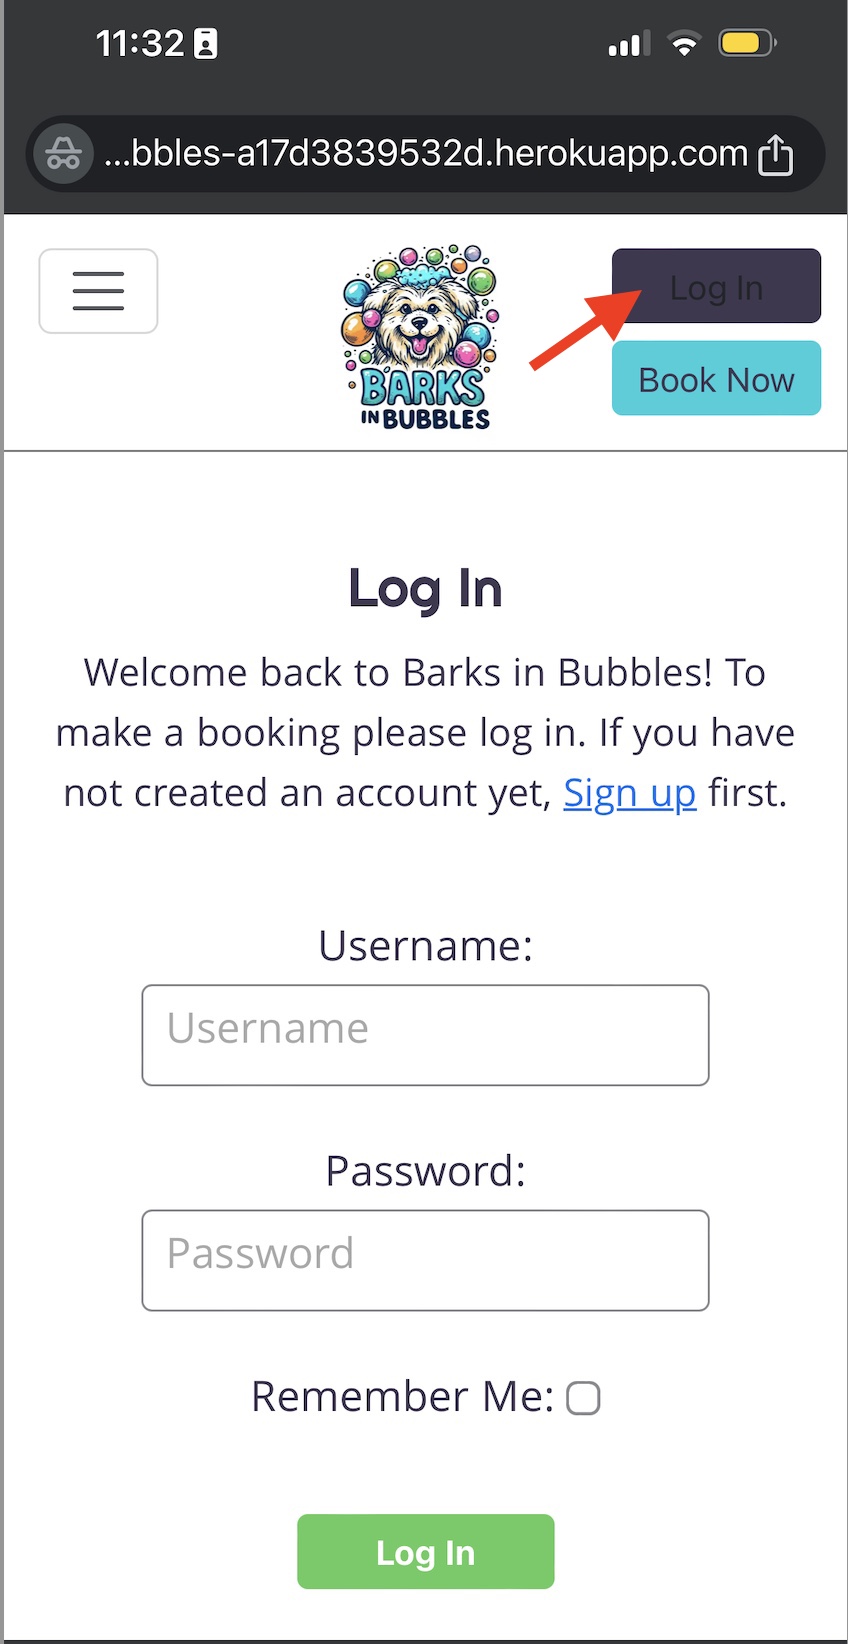 11:32
...bbles-a17d3839532d.herokuapp.com
Log In
BARKS
IN BUBBLES
Book Now
Log In
Welcome back to Barks in Bubbles! To
make a booking please log in. If you have
not created an account yet, Sign up first.
Username:
Username
Password:
Password
Remember Me:
Log In